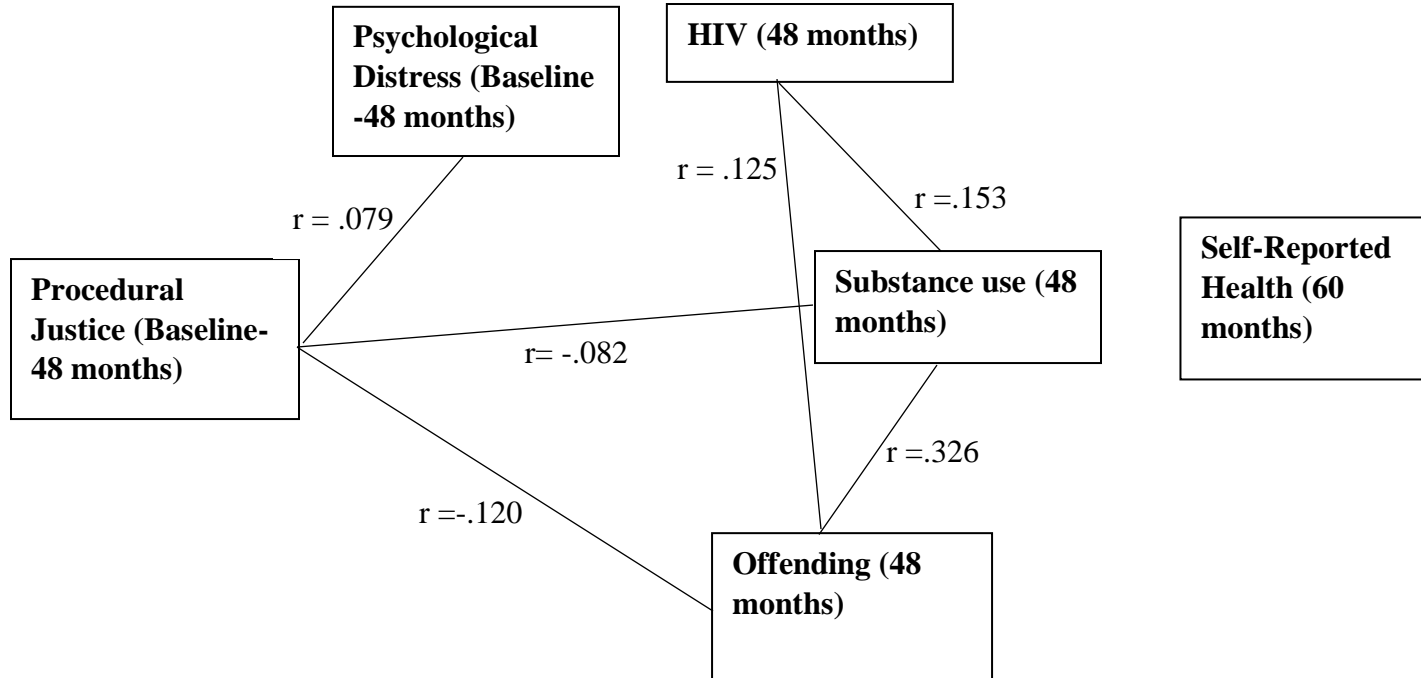 Psychological
Distress (Baseline
-48 months)
HIV (48 months)
r = .125
r =.153
r = .079
Self-Reported
Health (60
months)
Procedural
Justice (Baseline-
48 months)
Substance use (48
months)
r= -.082
r =.326
r =-.120
Offending (48
months)